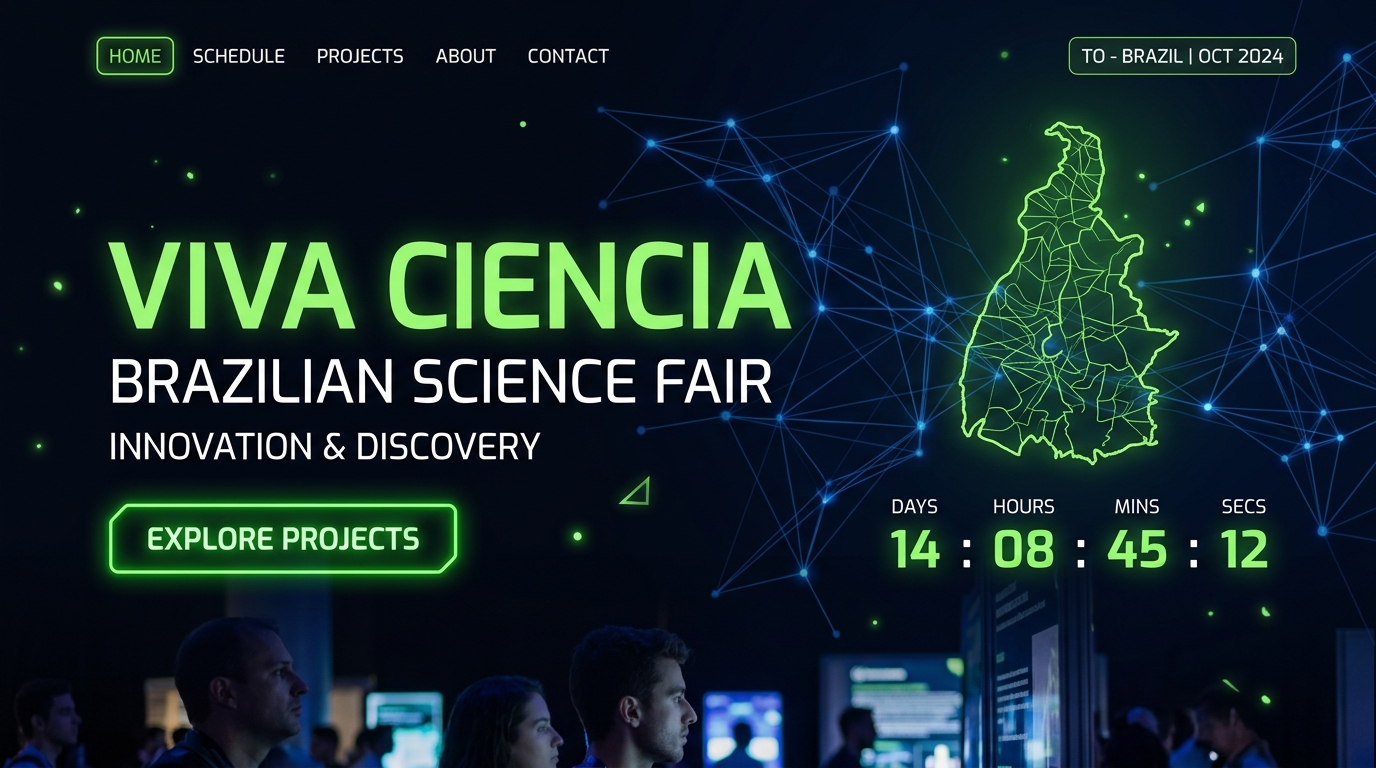 HOME SCHEDULE PROJECTS ABOUT CONTACT
TO - BRAZIL | OCT 2024
VIVA CIENCIA
BRAZILIAN SCIENCE FAIR
INNOVATION & DISCOVERY
EXPLORE PROJECTS
DAYS HOURS MINS SECS
14 : 08 : 45 : 12